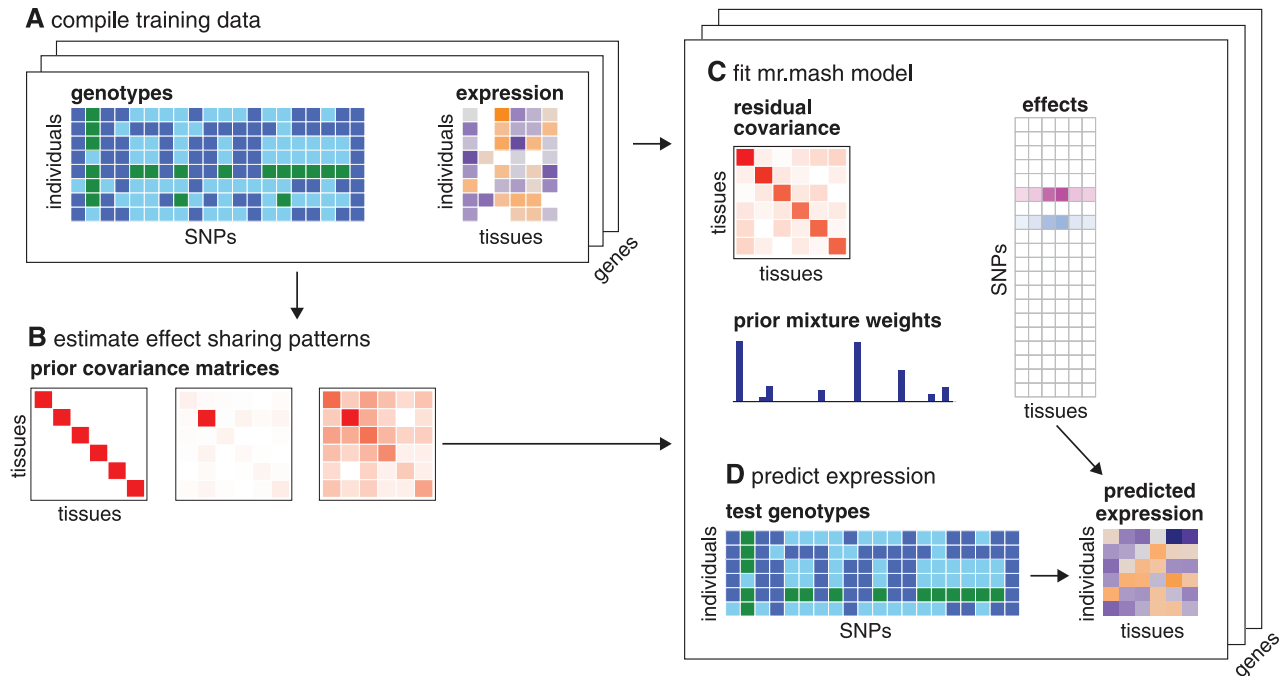 A compile training data
genotypes
expression
individuals
individuals
SNPs
tissues
genes
B estimate effect sharing patterns
prior covariance matrices
tissues
tissues
C fit mr.mash model
residual
covariance
tissues
tissues
effects
SNPs
tissues
prior mixture weights
D predict expression
test genotypes
individuals
SNPs
predicted
expression
individuals
tissues
genes